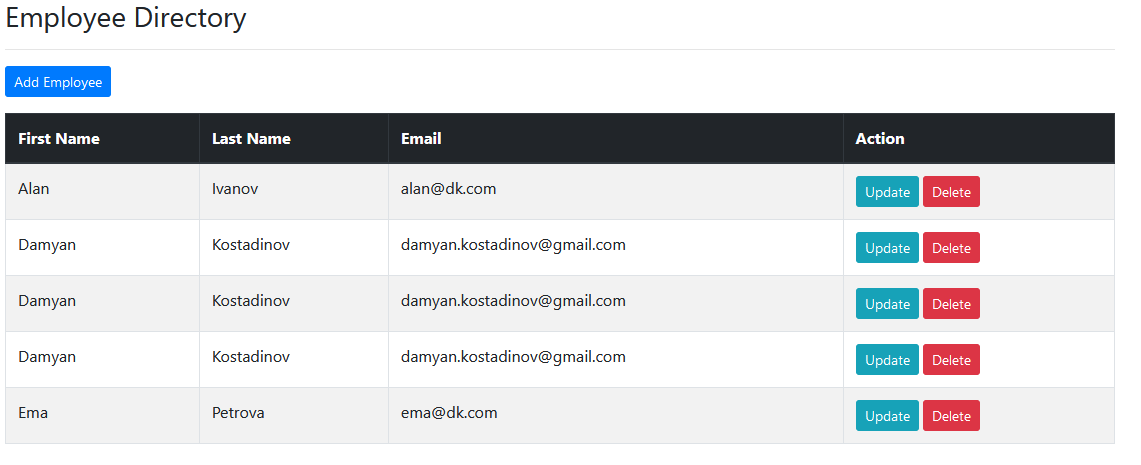 Employee Directory
Add Employee
First Name Last Name Email Action
Alan Ivanov alan@dk.com Update Delete
Damyan Kostadinov damyan.kostadinov@gmail.com Update Delete
Damyan Kostadinov damyan.kostadinov@gmail.com Update Delete
Damyan Kostadinov damyan.kostadinov@gmail.com Update Delete
Ema Petrova ema@dk.com Update Delete